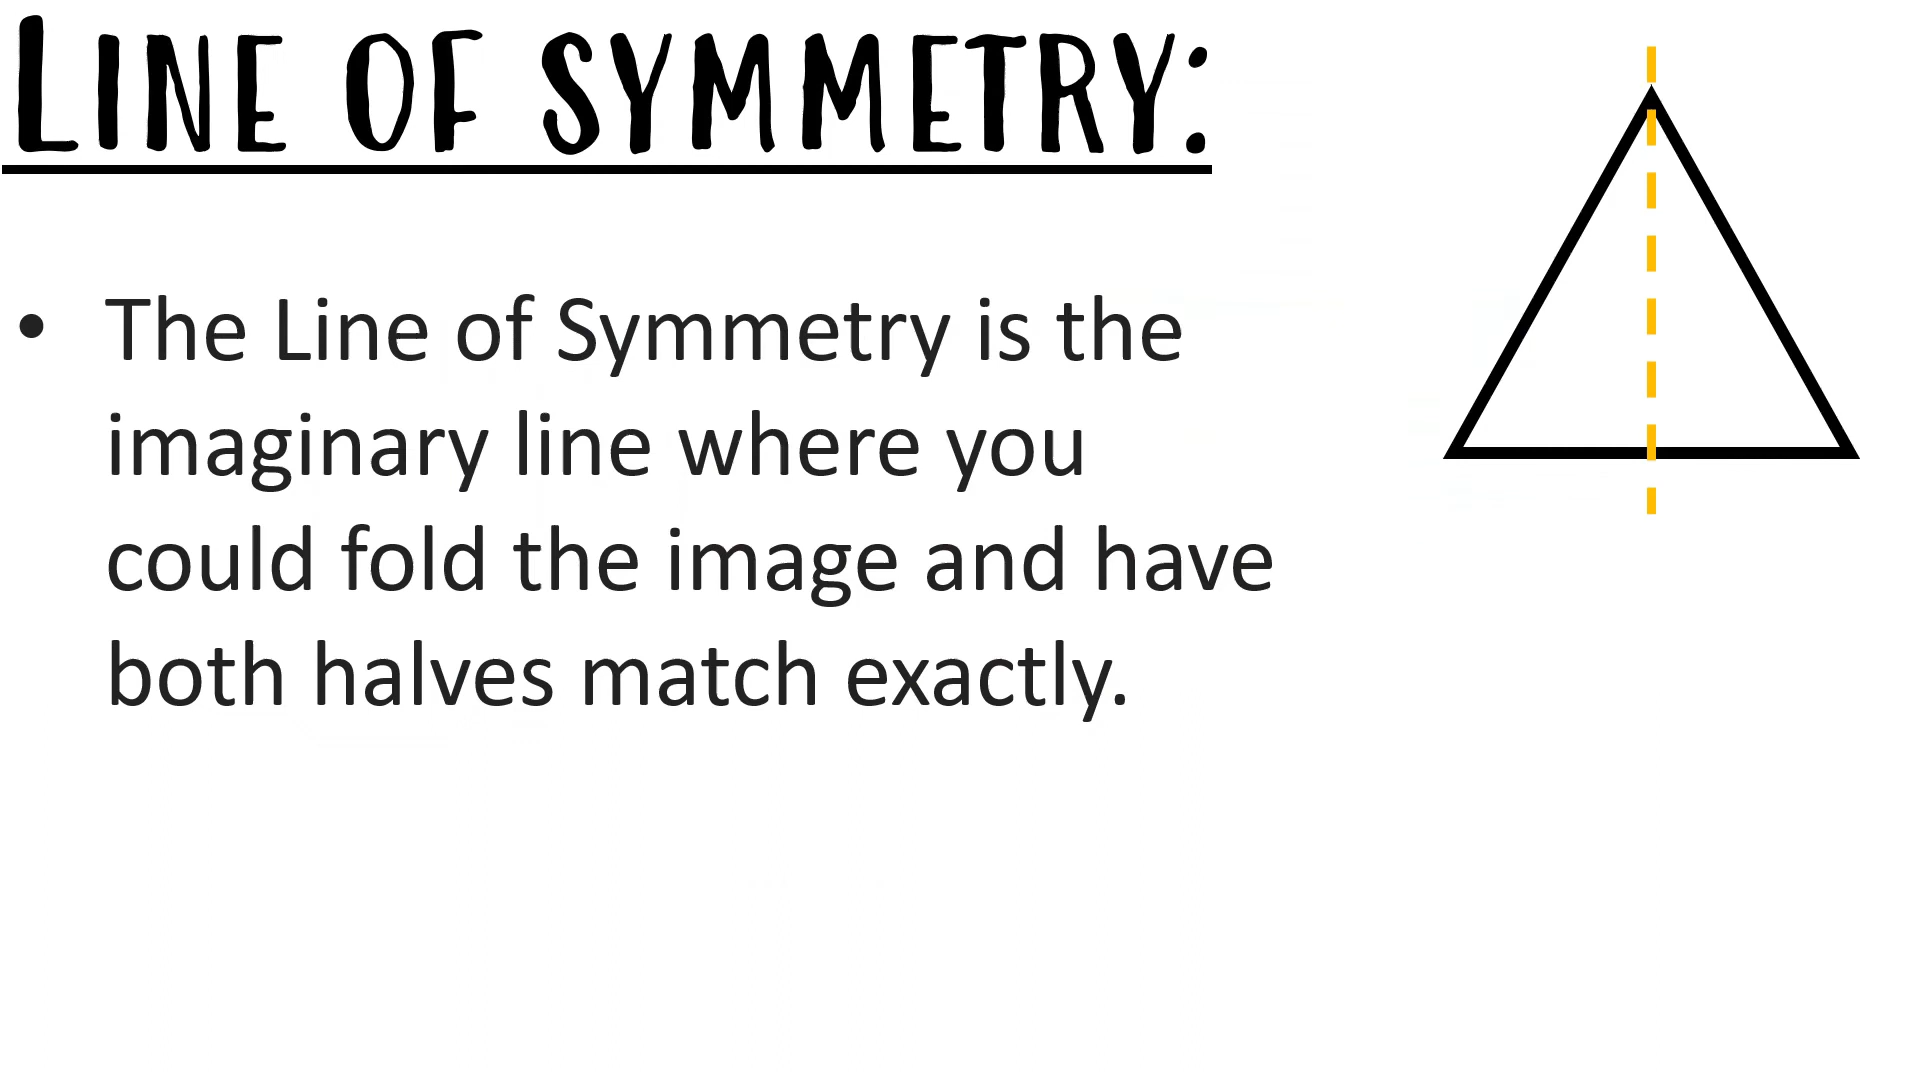 LINE OF SYMMETRY:
• The Line of Symmetry is the
imaginary line where you
could fold the image and have
both halves match exactly.